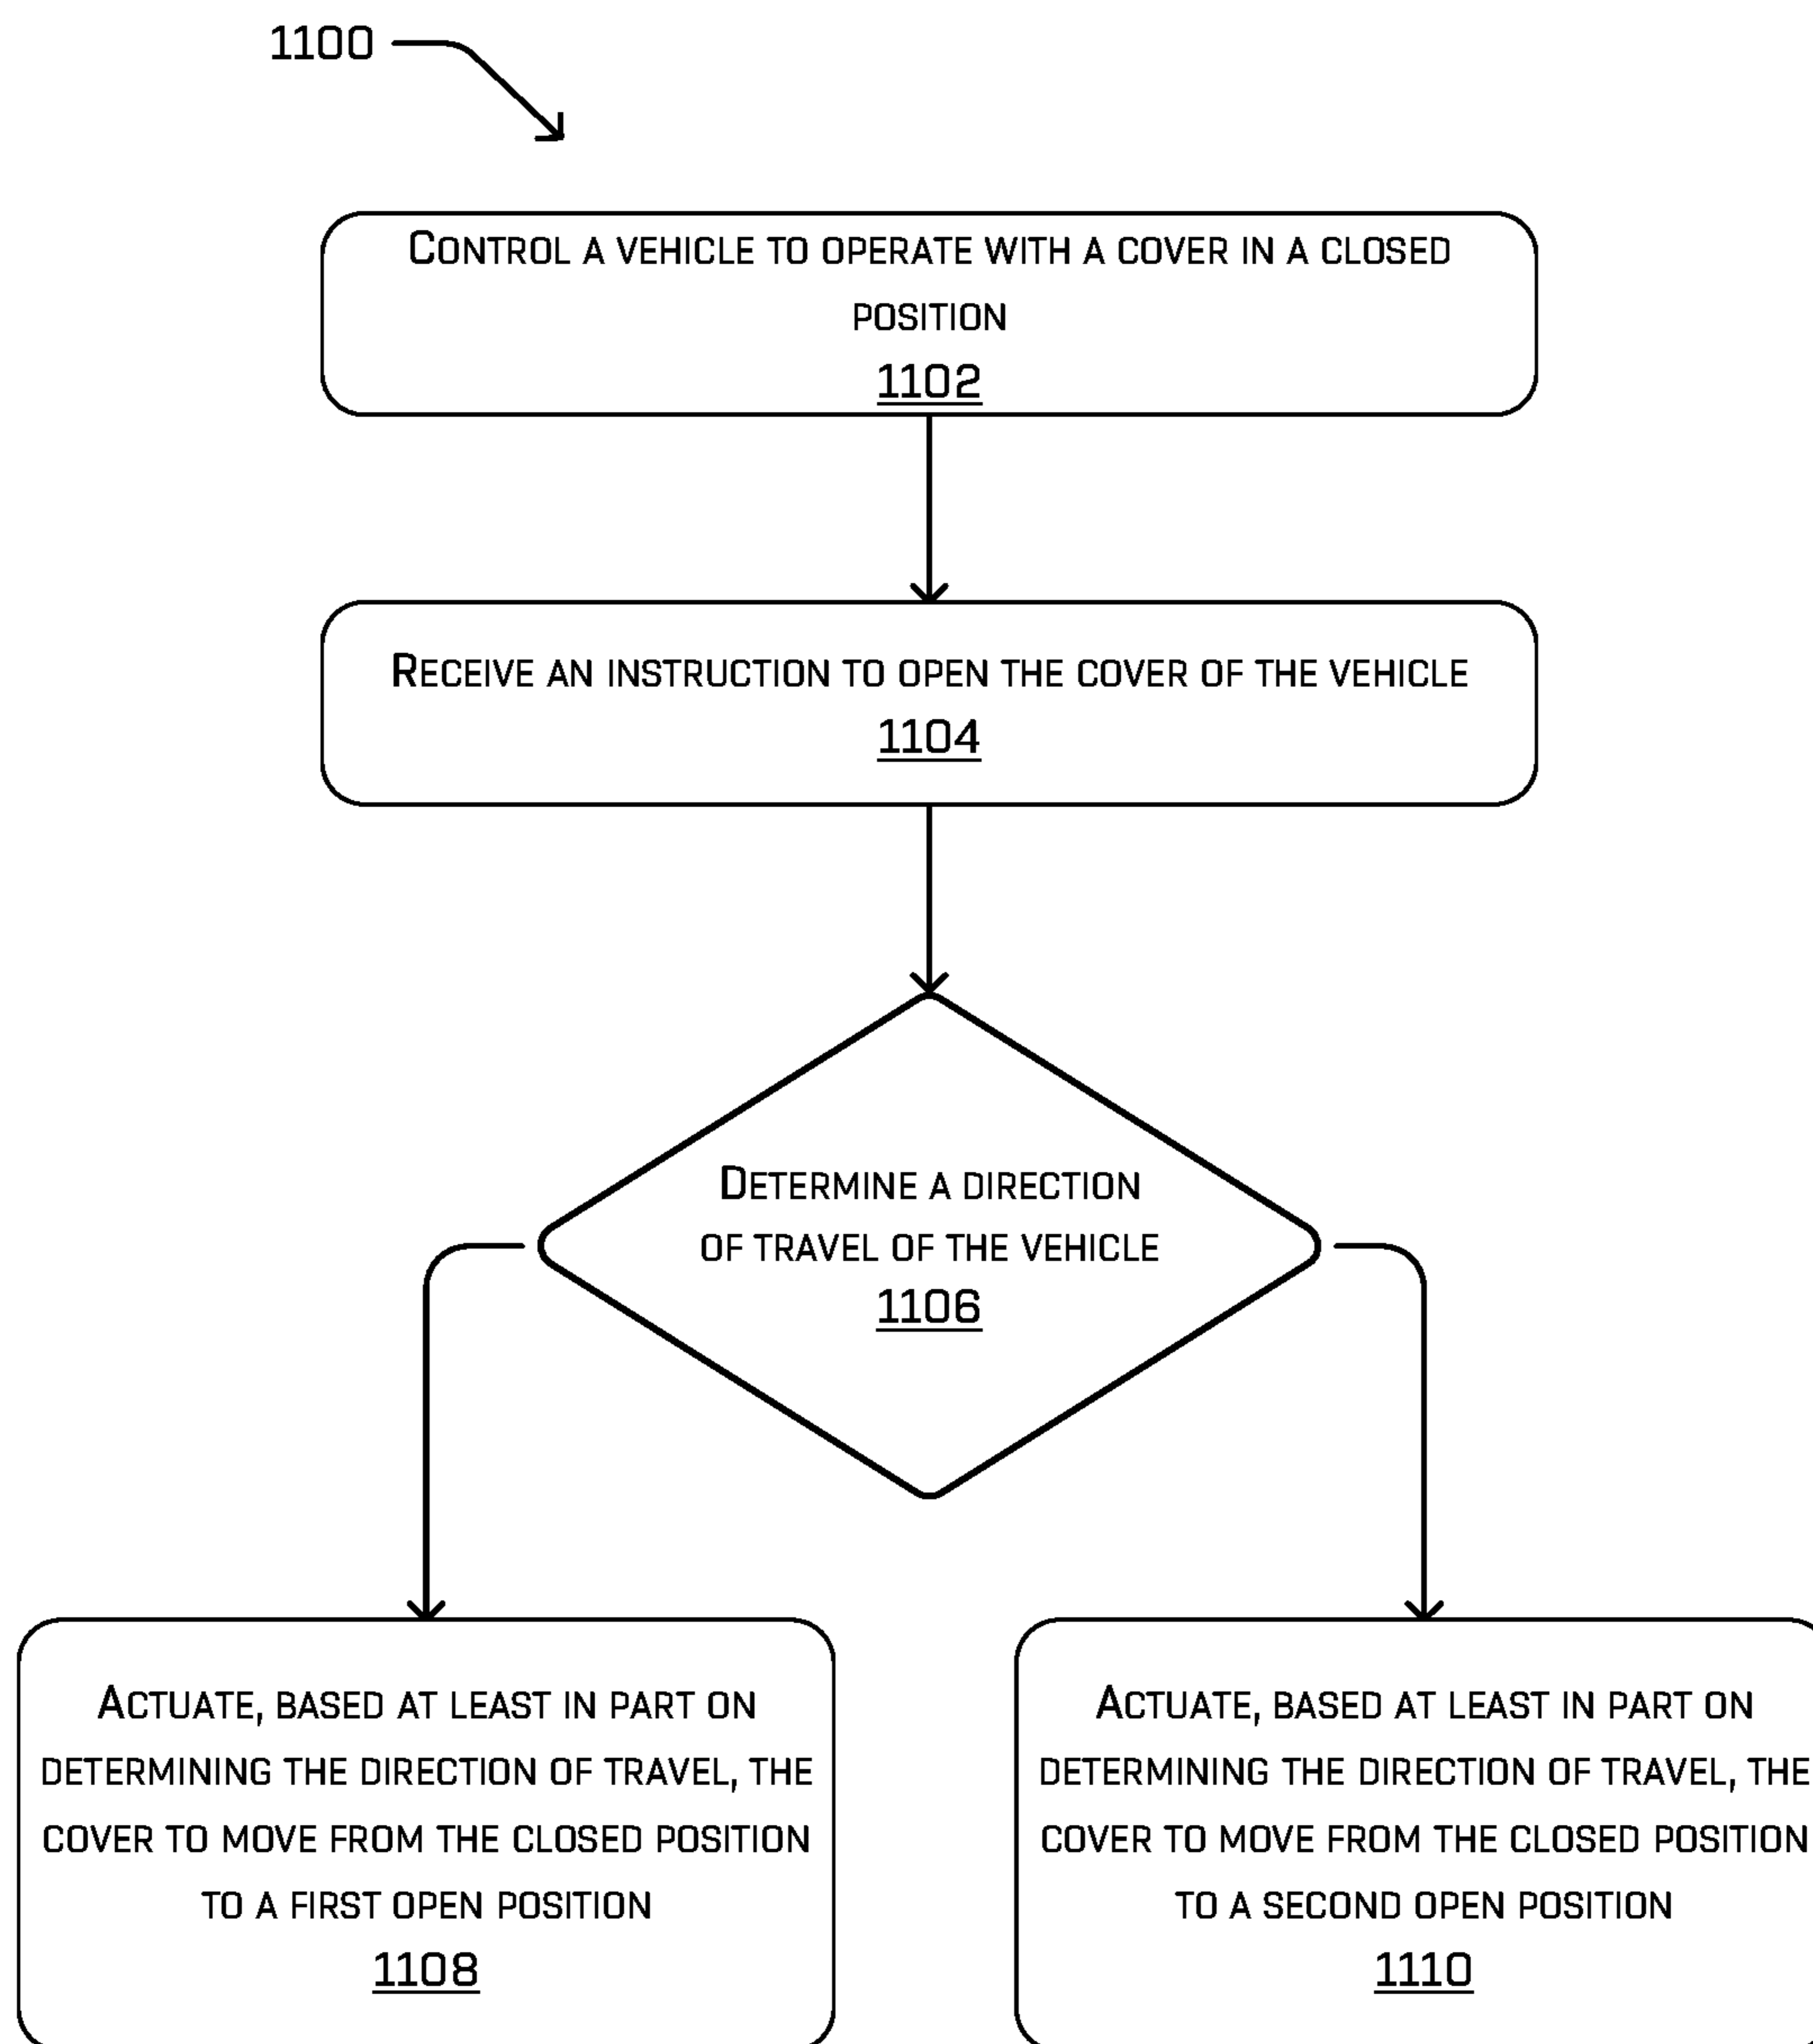 1100
Control a vehicle to operate with a cover in a closed
position
1102
Receive an instruction to open the cover of the vehicle
1104
Determine a direction
of travel of the vehicle
1106
Actuate, based at least in part on
determining the direction of travel, the
cover to move from the closed position
to a first open position
1108
Actuate, based at least in part on
determining the direction of travel, the
cover to move from the closed position
to a second open position
1110